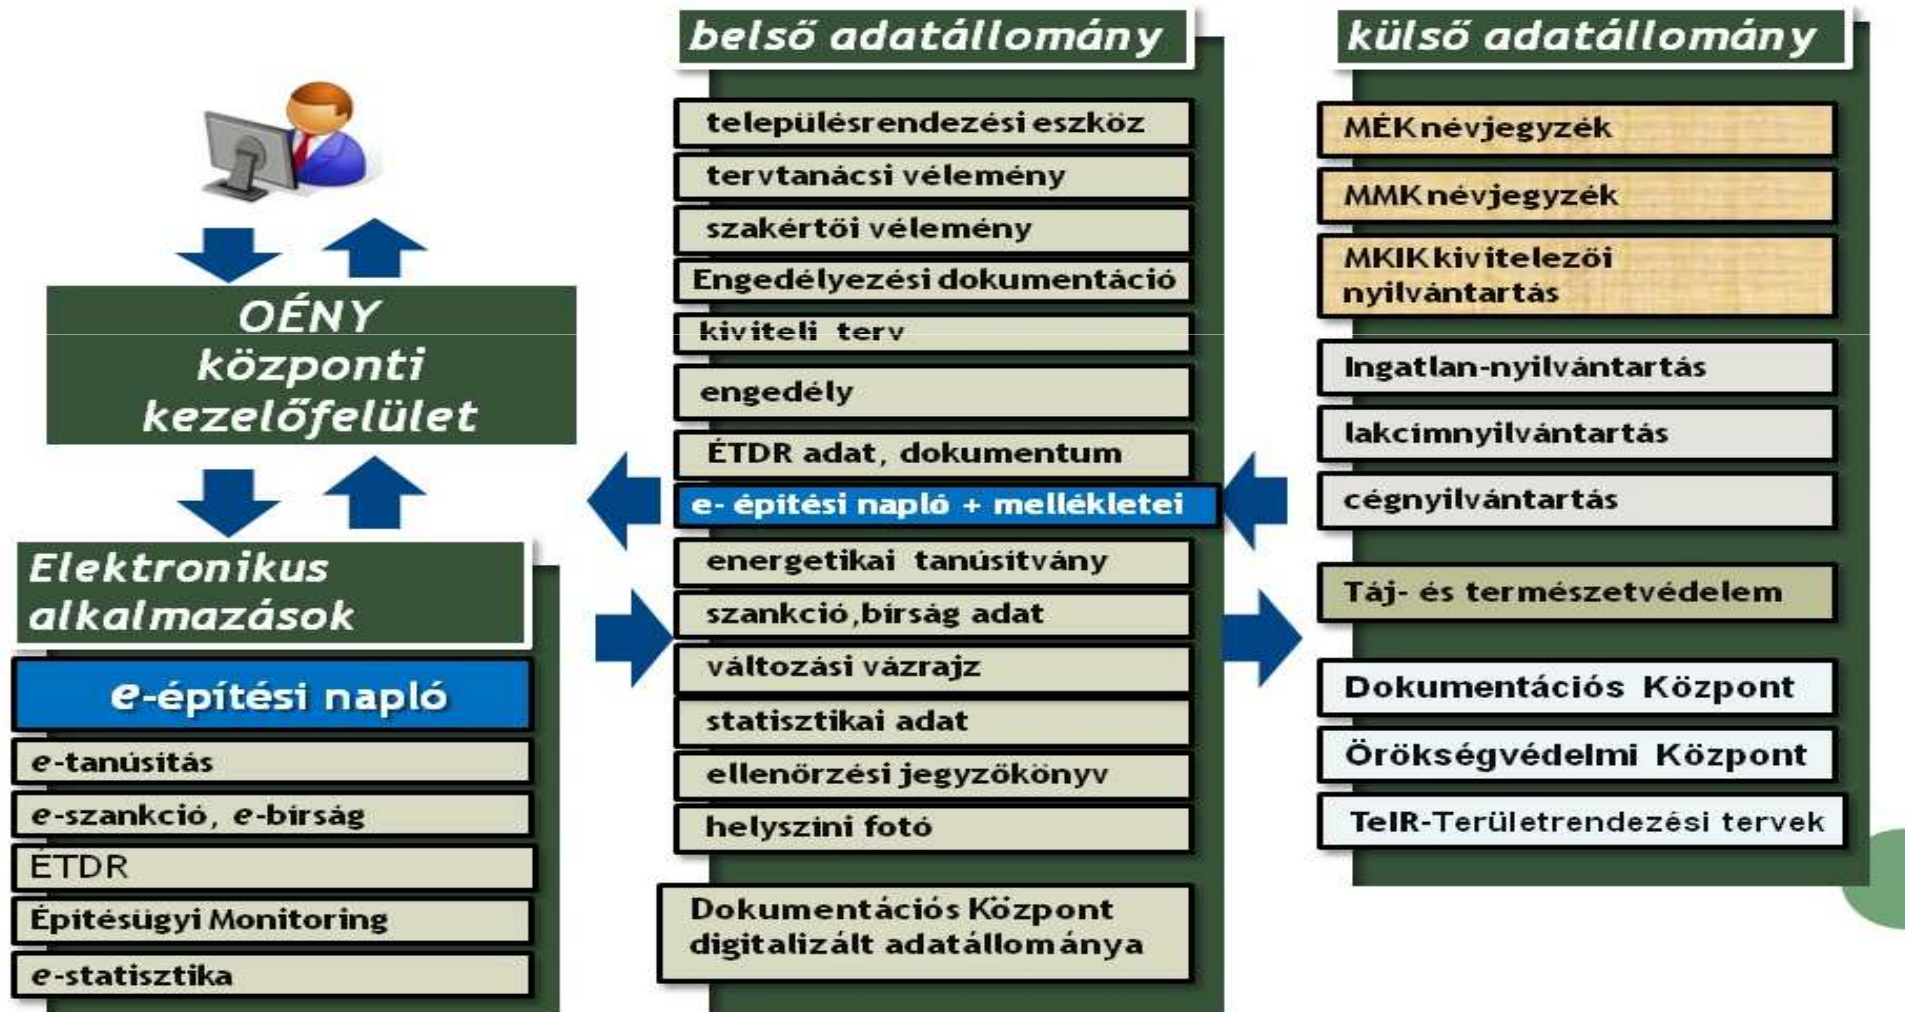 OÉNY
központi
kezelőfelület
Elektronikus
alkalmazások
e-építési napló
e-tanúsítás
e-szankció, e-bírság
ÉTDR
Építésügyi Monitoring
e-statisztika
belső adatállomány
településrendezési eszköz
tervtanácsi vélemény
szakértői vélemény
Engedélyezési dokumentáció
kiviteli terv
engedély
ÉTDR adat, dokumentum
e- építési napló + mellékletei
energetikai tanúsítvány
szankció,bírság adat
változási vázrajz
statisztikai adat
ellenőrzési jegyzőkönyv
helyszíni fotó
Dokumentációs Központ
digitalizált adatállománya
külső adatállomány
MÉK névjegyzék
MMK névjegyzék
MKIK kivitelezői
nyilvántartás
Ingatlan-nyilvántartás
lakcímnyilvántartás
cégnyilvántartás
Táj- és természetvédelem
Dokumentációs Központ
Örökségvédelmi Központ
TeIR-Területrendezési tervek